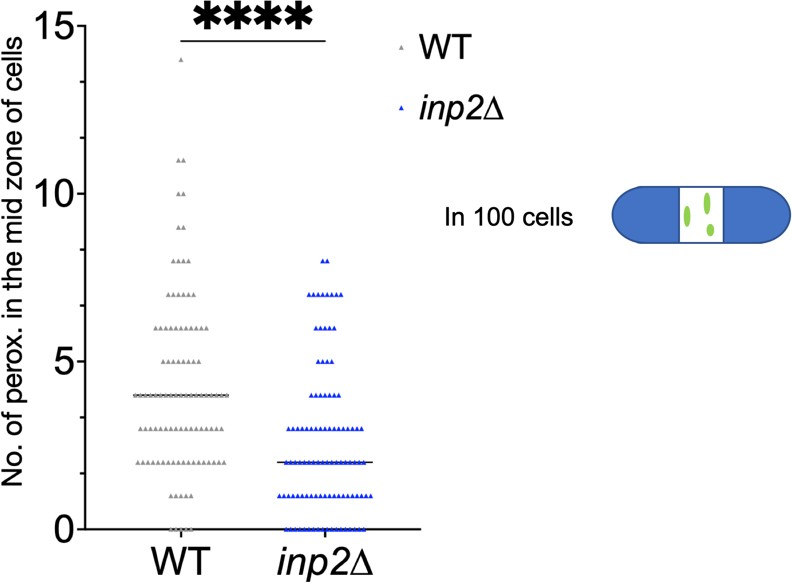 No. of perox. in the mid zone of cells
15
10
5
0
****
WT
inp2Δ
WT
inp2Δ
In 100 cells